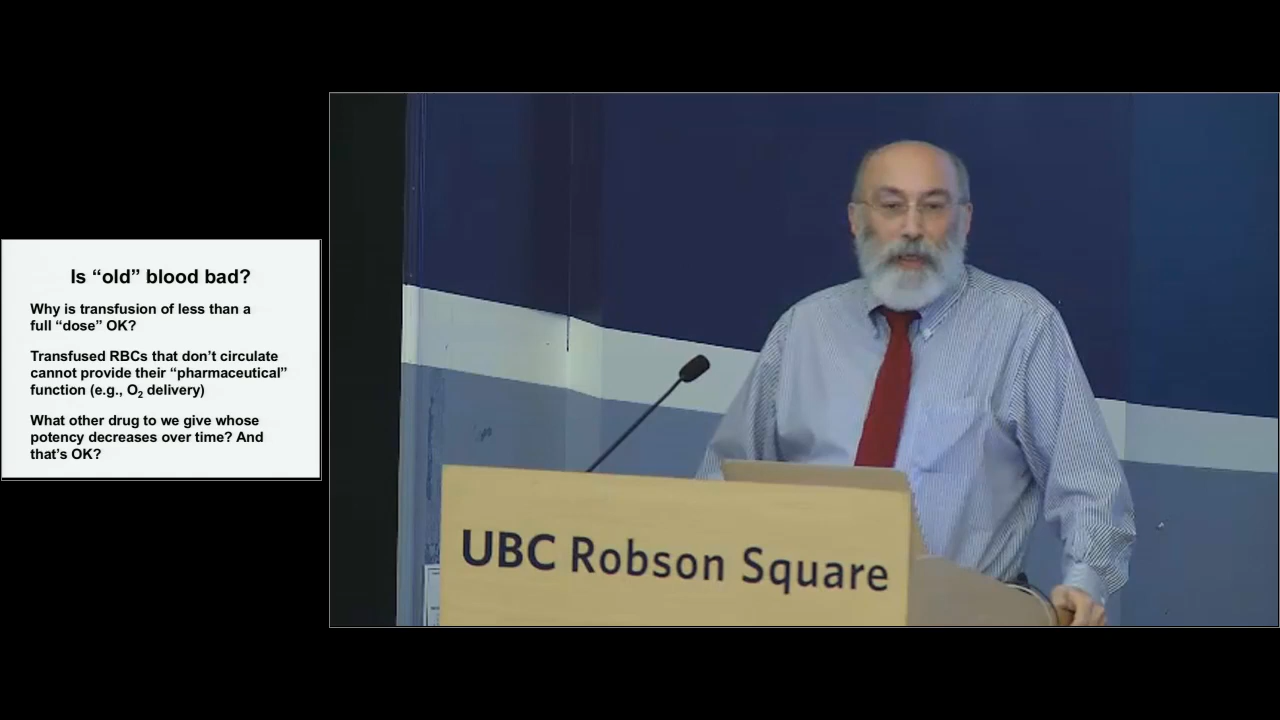 Is “old” blood bad?
Why is transfusion of less than a
full “dose” OK?
Transfused RBCs that don’t circulate
cannot provide their “pharmaceutical”
function (e.g., O₂ delivery)
What other drug to we give whose
potency decreases over time? And
that’s OK?
UBC Robson Square